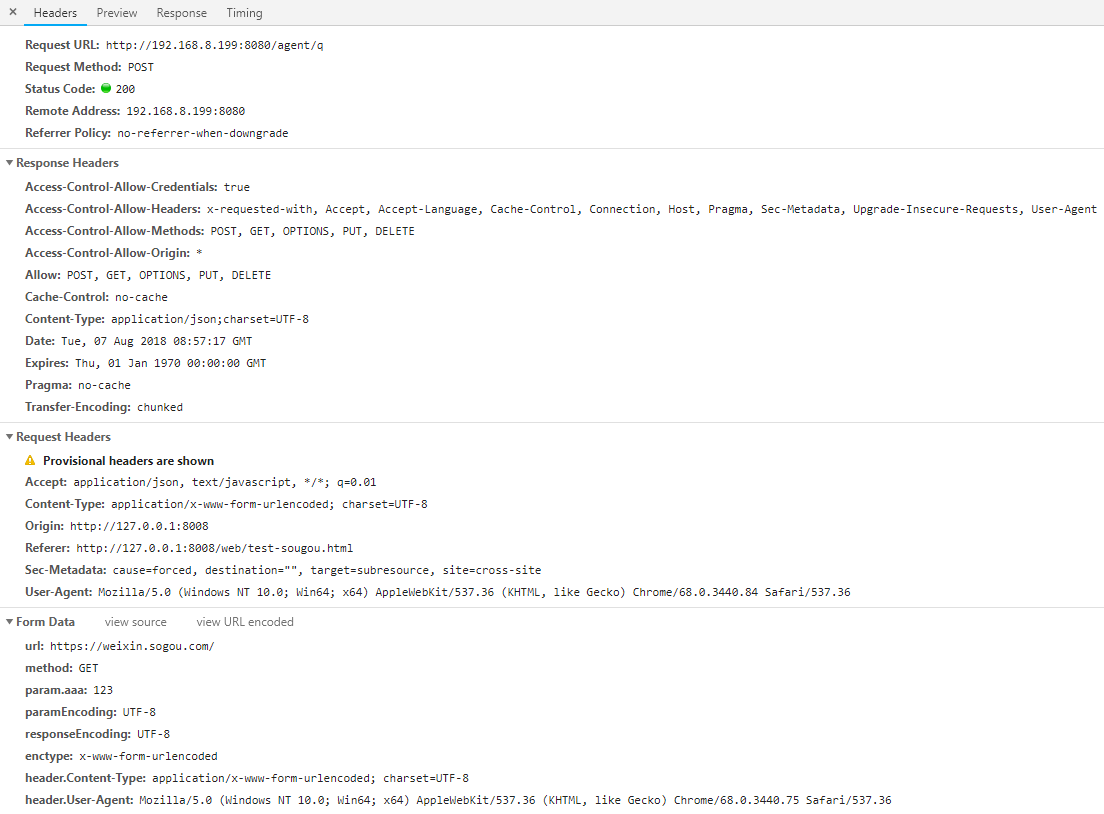 × Headers Preview Response Timing
Request URL: http://192.168.8.199:8080/agent/q
Request Method: POST
Status Code: 200
Remote Address: 192.168.8.199:8080
Referrer Policy: no-referrer-when-downgrade
Response Headers
Access-Control-Allow-Credentials: true
Access-Control-Allow-Headers: x-requested-with, Accept, Accept-Language, Cache-Control, Connection, Host, Pragma, Sec-Metadata, Upgrade-Insecure-Requests, User-Agent
Access-Control-Allow-Methods: POST, GET, OPTIONS, PUT, DELETE
Access-Control-Allow-Origin: *
Allow: POST, GET, OPTIONS, PUT, DELETE
Cache-Control: no-cache
Content-Type: application/json;charset=UTF-8
Date: Tue, 07 Aug 2018 08:57:17 GMT
Expires: Thu, 01 Jan 1970 00:00:00 GMT
Pragma: no-cache
Transfer-Encoding: chunked
Request Headers
Provisional headers are shown
Accept: application/json, text/javascript, */*; q=0.01
Content-Type: application/x-www-form-urlencoded; charset=UTF-8
Origin: http://127.0.0.1:8008
Referer: http://127.0.0.1:8008/web/test-sougou.html
Sec-Metadata: cause=forced, destination="", target=subresource, site=cross-site
User-Agent: Mozilla/5.0 (Windows NT 10.0; Win64; x64) AppleWebKit/537.36 (KHTML, like Gecko) Chrome/68.0.3440.84 Safari/537.36
Form Data view source view URL encoded
url: https://weixin.sogou.com/
method: GET
param.aaa: 123
paramEncoding: UTF-8
responseEncoding: UTF-8
enctype: x-www-form-urlencoded
header.Content-Type: application/x-www-form-urlencoded; charset=UTF-8
header.User-Agent: Mozilla/5.0 (Windows NT 10.0; Win64; x64) AppleWebKit/537.36 (KHTML, like Gecko) Chrome/68.0.3440.75 Safari/537.36